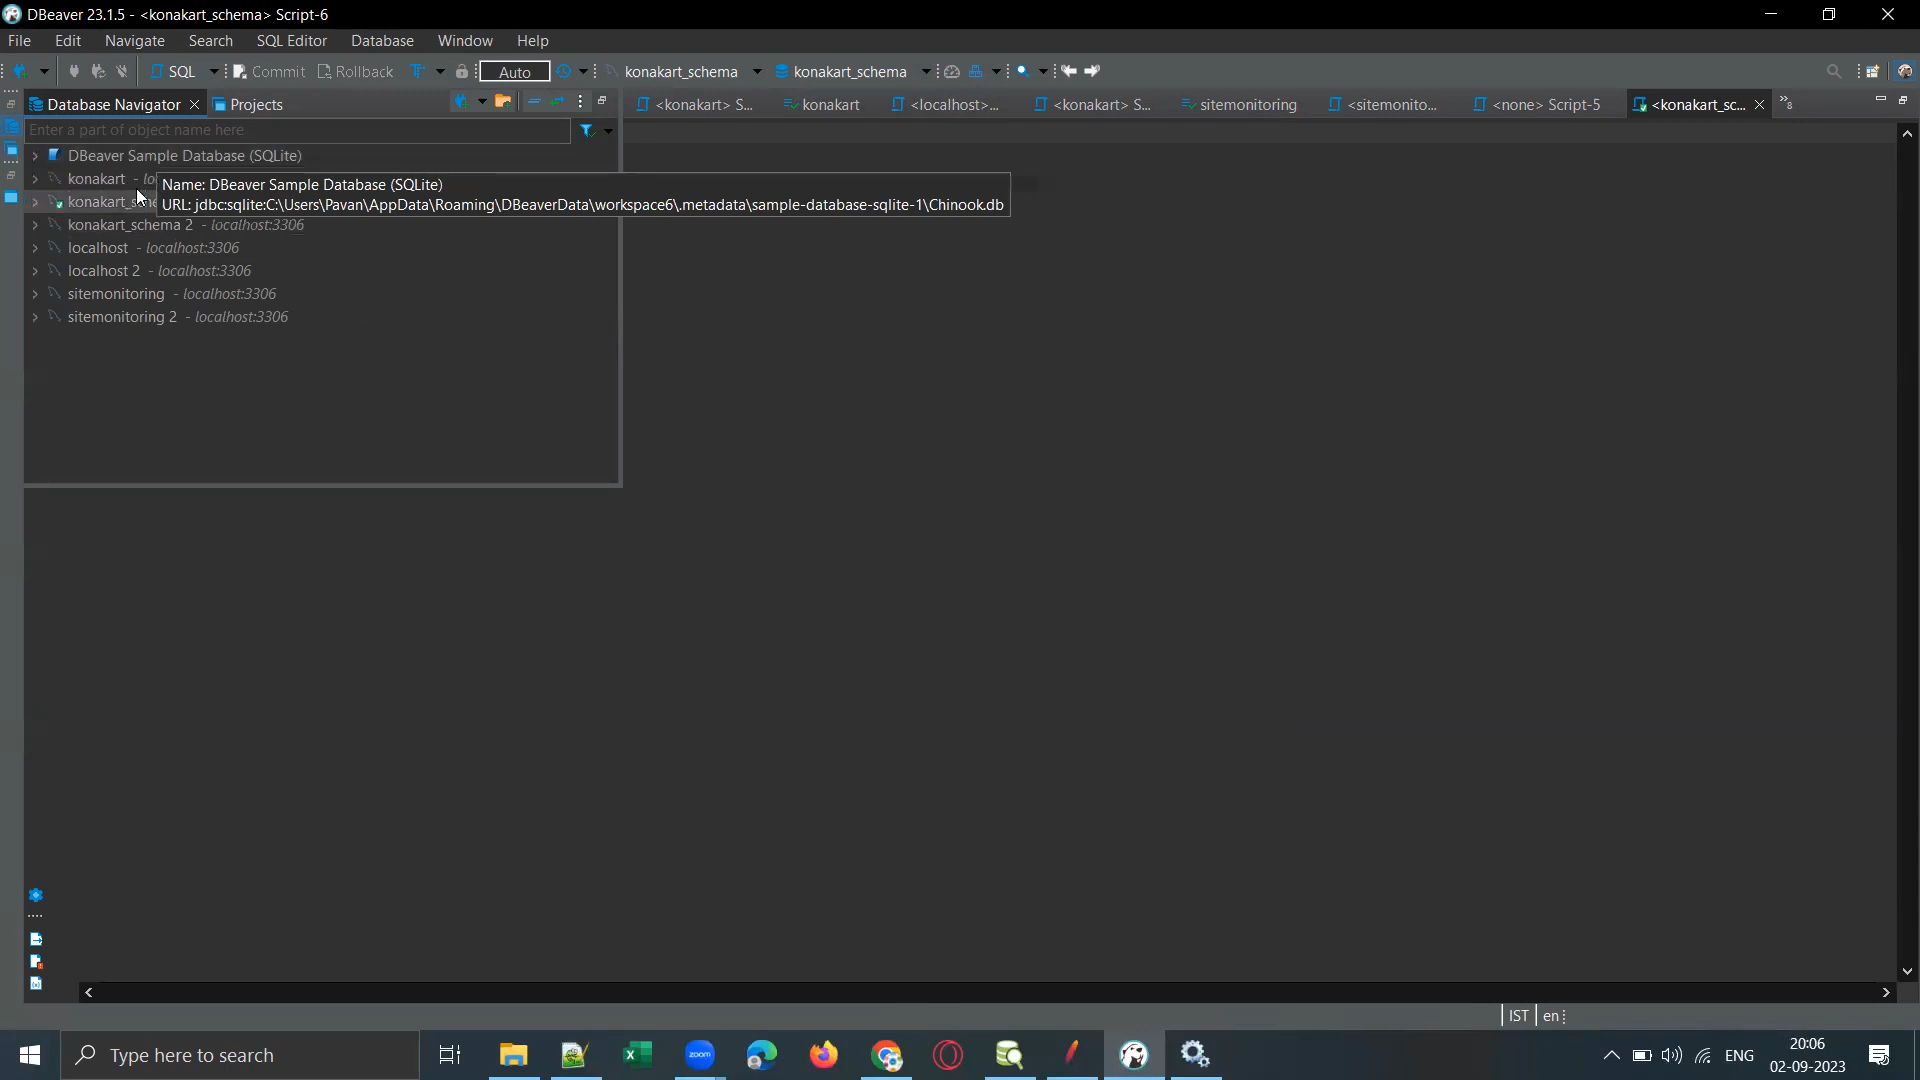 DBeaver 23.1.5 - <konakart_schema> Script-6
File Edit Navigate Search SQL Editor Database Window Help
SQL Commit Rollback Auto konakart_schema konakart_schema
Database Navigator Projects <konakart> S... konakart <localhost>... <konakart> S... sitemonitoring <sitemonito... <none> Script-5 <konakart_sc... »8
Enter a part of object name here
DBeaver Sample Database (SQLite)
konakart - lo
Name: DBeaver Sample Database (SQLite)
URL: jdbc:sqlite:C:\Users\Pavan\AppData\Roaming\DBeaverData\workspace6\.metadata\sample-database-sqlite-1\Chinook.db
konakart_sche
konakart_schema 2 - localhost:3306
localhost - localhost:3306
localhost 2 - localhost:3306
sitemonitoring - localhost:3306
sitemonitoring 2 - localhost:3306
IST en
Type here to search
zoom
ENG
20:06
02-09-2023